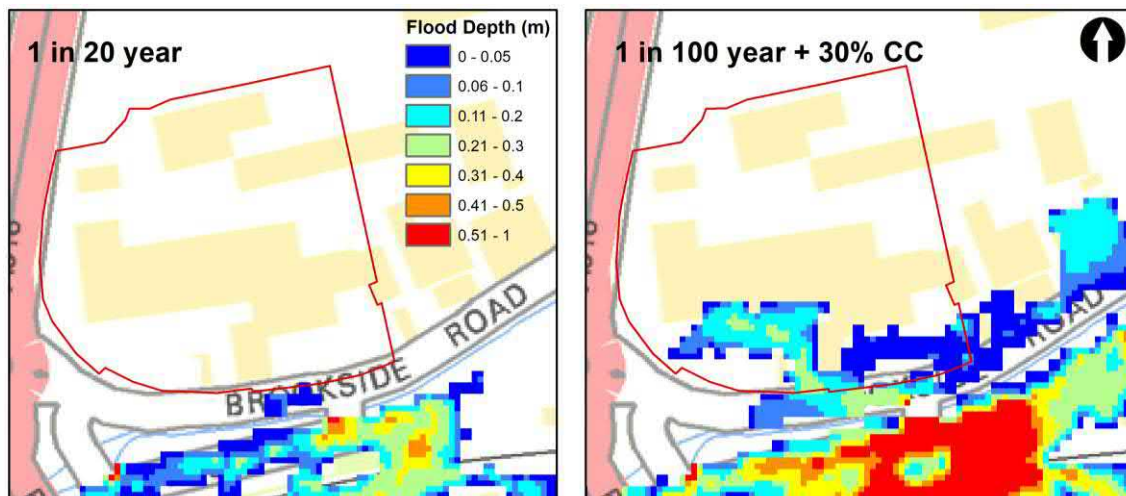 1 in 20 year
Flood Depth (m)
0 - 0.05
0.06 - 0.1
0.11 - 0.2
0.21 - 0.3
0.31 - 0.4
0.41 - 0.5
0.51 - 1
BROOKSIDE ROAD
1 in 100 year + 30% CC
ROAD